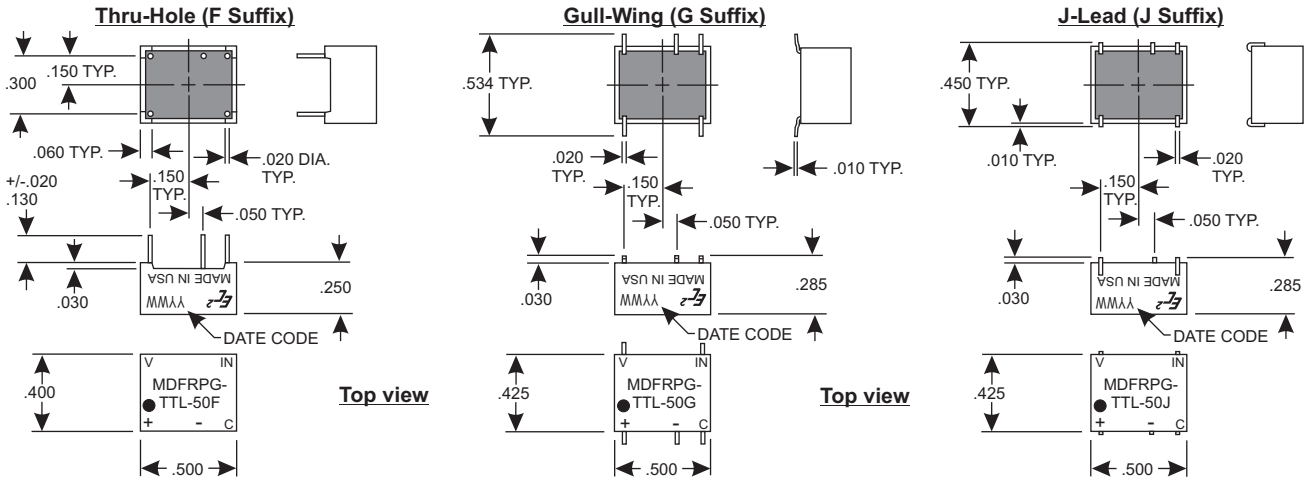 Thru-Hole (F Suffix)
.300
.150 TYP.
.060 TYP.
.020 DIA.
TYP.
+/-.020
.130
.150
TYP.
.050 TYP.
.030
MADE IN USA
YYWW
EC2
.250
DATE CODE
.400
V IN
MDFRPG-
TTL-50F
+ - C
.500
Top view
Gull-Wing (G Suffix)
.534 TYP.
.020
TYP.
.010 TYP.
.150
TYP.
.050 TYP.
.030
MADE IN USA
YYWW
EC2
.285
DATE CODE
.425
V IN
MDFRPG-
TTL-50G
+ - C
.500
Top view
J-Lead (J Suffix)
.450 TYP.
.010 TYP.
.020
TYP.
.150
TYP.
.050 TYP.
.030
MADE IN USA
YYWW
EC2
.285
DATE CODE
.425
V IN
MDFRPG-
TTL-50J
+ - C
.500